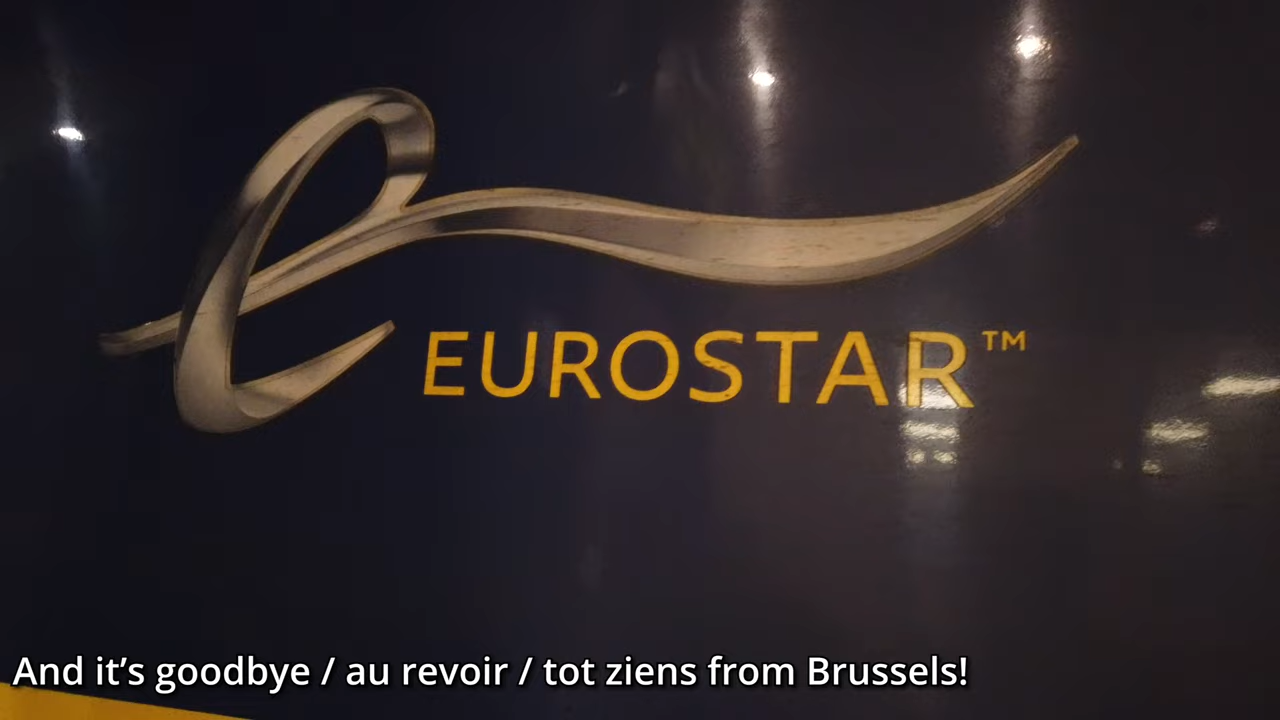 EUROSTAR™
And it’s goodbye / au revoir / tot ziens from Brussels!